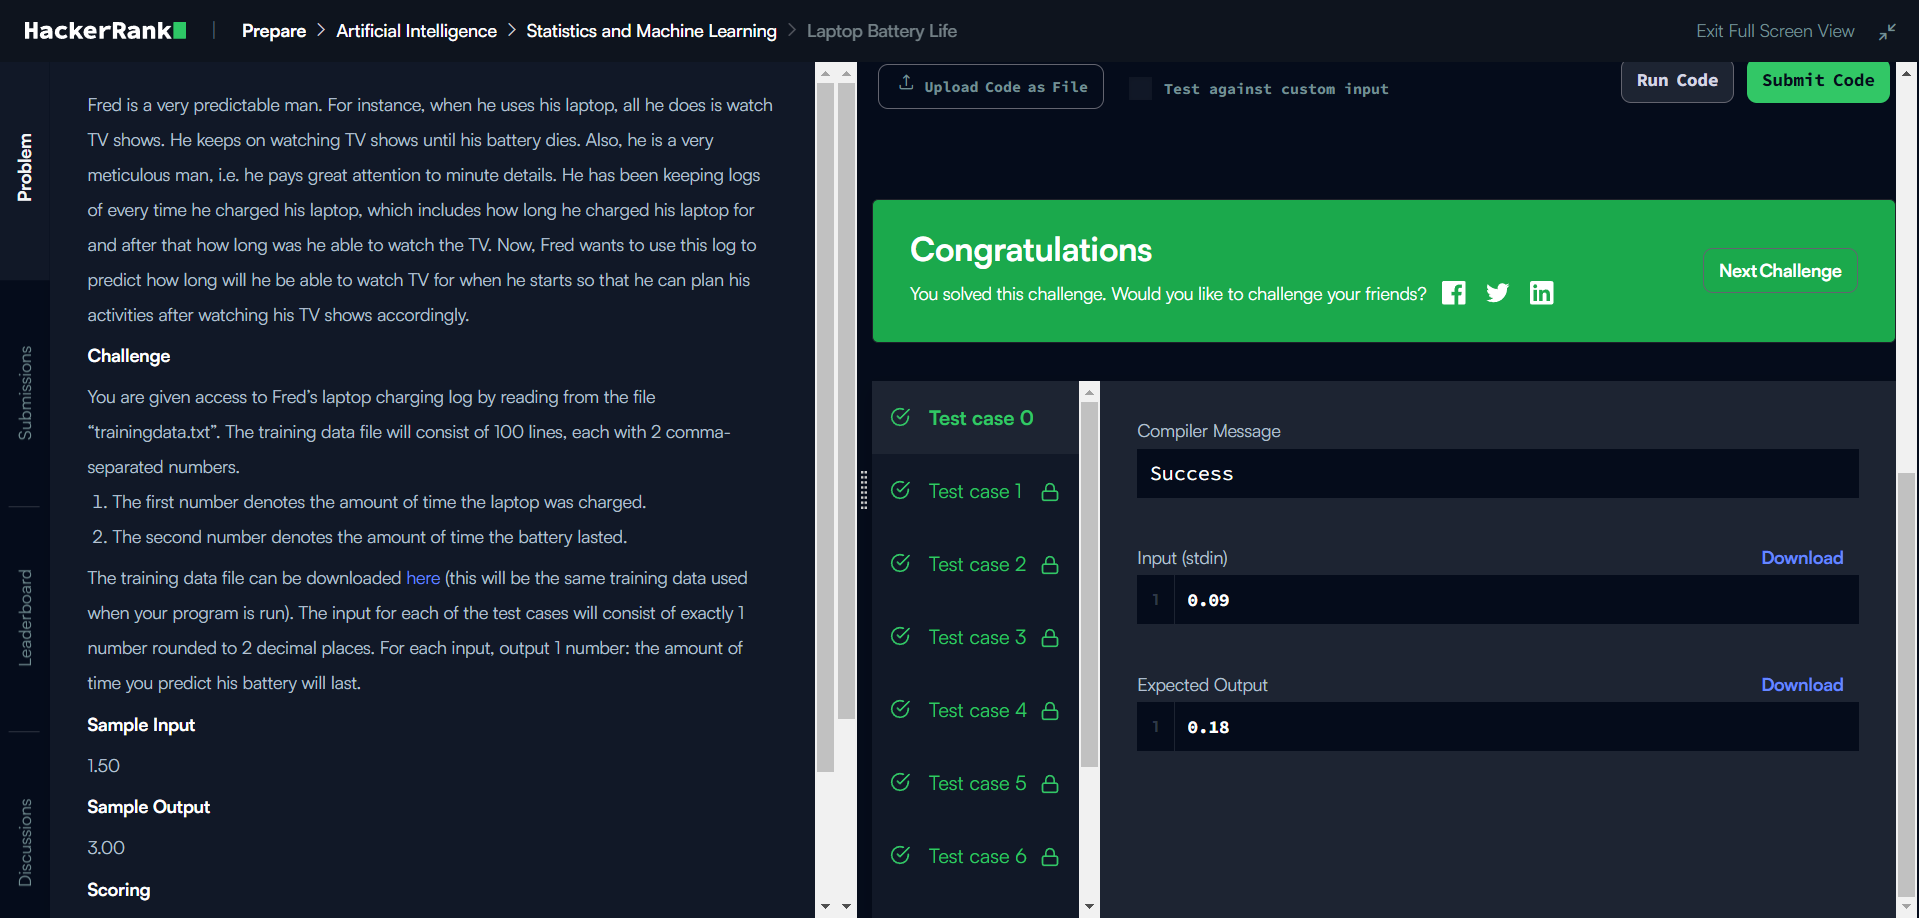 HackerRank
Prepare > Artificial Intelligence > Statistics and Machine Learning > Laptop Battery Life
Exit Full Screen View
Problem
Submissions
Leaderboard
Discussions
Fred is a very predictable man. For instance, when he uses his laptop, all he does is watch
TV shows. He keeps on watching TV shows until his battery dies. Also, he is a very
meticulous man, i.e. he pays great attention to minute details. He has been keeping logs
of every time he charged his laptop, which includes how long he charged his laptop for
and after that how long was he able to watch the TV. Now, Fred wants to use this log to
predict how long will he be able to watch TV for when he starts so that he can plan his
activities after watching his TV shows accordingly.
Challenge
You are given access to Fred’s laptop charging log by reading from the file
“trainingdata.txt”. The training data file will consist of 100 lines, each with 2 comma-
separated numbers.
1. The first number denotes the amount of time the laptop was charged.
2. The second number denotes the amount of time the battery lasted.
The training data file can be downloaded here (this will be the same training data used
when your program is run). The input for each of the test cases will consist of exactly 1
number rounded to 2 decimal places. For each input, output 1 number: the amount of
time you predict his battery will last.
Sample Input
1.50
Sample Output
3.00
Scoring
Upload Code as File
Test against custom input
Run Code
Submit Code
Congratulations
You solved this challenge. Would you like to challenge your friends?
Next Challenge
Test case 0
Test case 1
Test case 2
Test case 3
Test case 4
Test case 5
Test case 6
Compiler Message
Success
Input (stdin)
Download
1 0.09
Expected Output
Download
1 0.18